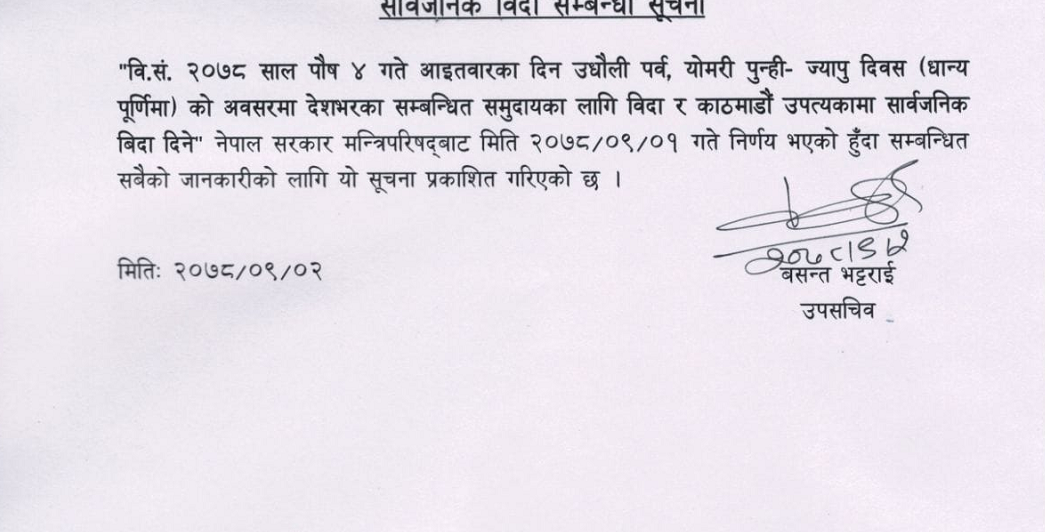 सार्वजनिक विदा सम्बन्धी सूचना
"वि.सं. २०७८ साल पौष ४ गते आइतवारका दिन उधौली पर्व, योमरी पुन्ही- ज्यापु दिवस (धान्य
पूर्णिमा) को अवसरमा देशभरका सम्बन्धित समुदायका लागि विदा र काठमाडौं उपत्यकामा सार्वजनिक
बिदा दिने" नेपाल सरकार मन्त्रिपरिषद्बाट मिति २०७८/०९/०१ गते निर्णय भएको हुँदा सम्बन्धित
सबैको जानकारीको लागि यो सूचना प्रकाशित गरिएको छ ।
२०७८।९।२
मितिः २०७८/०९/०२
बसन्त भट्टराई
उपसचिव